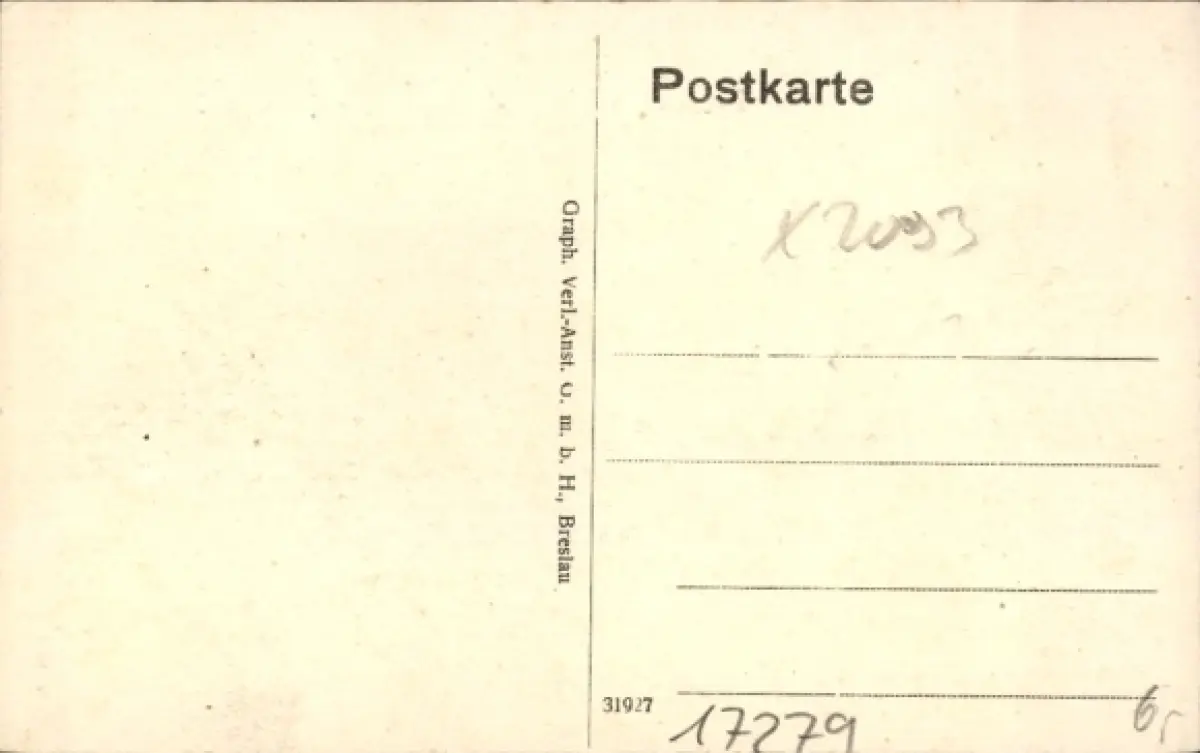 Postkarte
X2093
Graph. Verl.-Anst. G. m. b. H., Breslau
31927
17279
6,